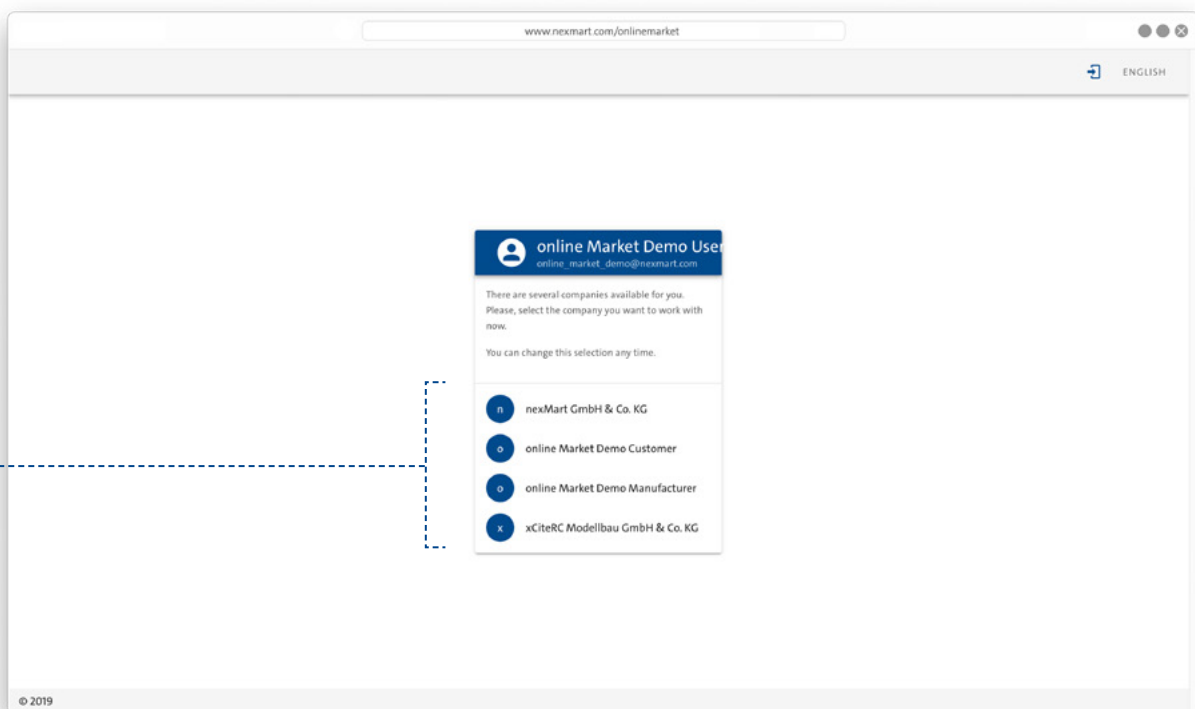 www.nexmart.com/onlinemarket
ENGLISH
online Market Demo User
online_market_demo@nexmart.com
There are several companies available for you.
Please, select the company you want to work with
now.
You can change this selection any time.
n nexMart GmbH & Co. KG
o online Market Demo Customer
o online Market Demo Manufacturer
x xCiteRC Modellbau GmbH & Co. KG
© 2019